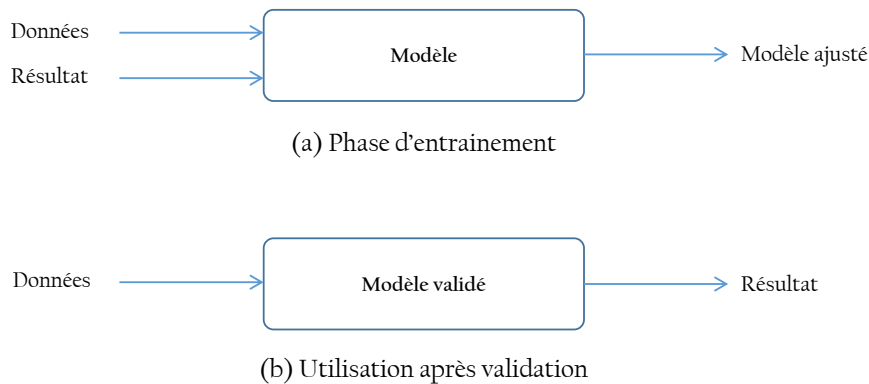 Données
Résultat
Modèle
Modèle ajusté
(a) Phase d'entrainement
Données
Modèle validé
Résultat
(b) Utilisation après validation